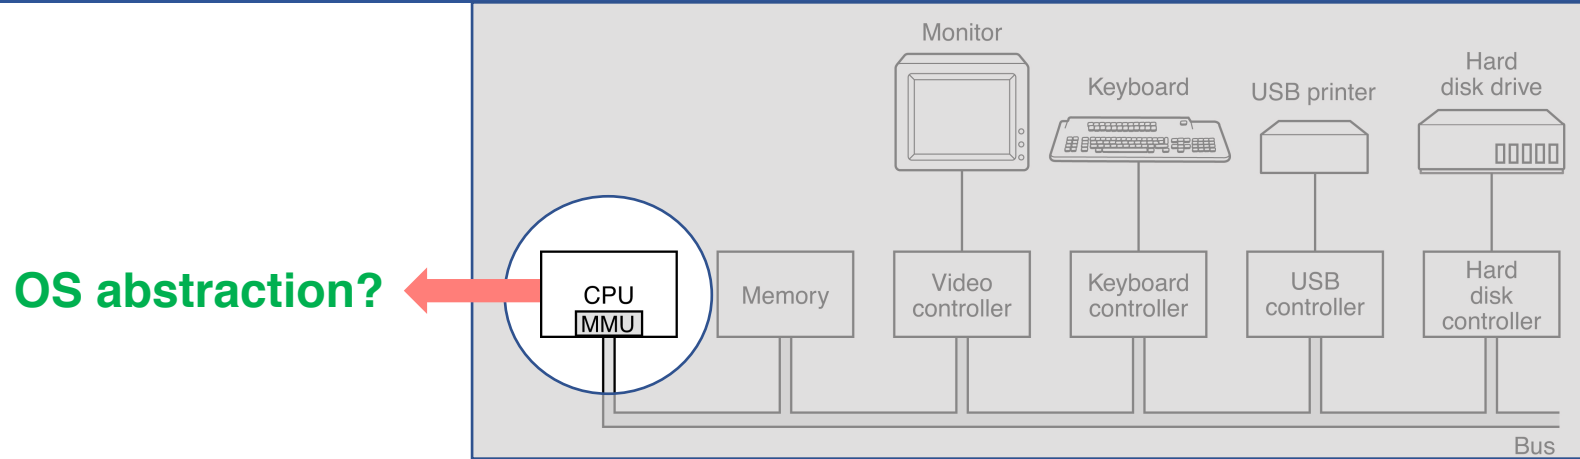 Monitor
Keyboard
USB printer
Hard
disk drive
OS abstraction?
CPU
MMU
Memory
Video
controller
Keyboard
controller
USB
controller
Hard
disk
controller
Bus